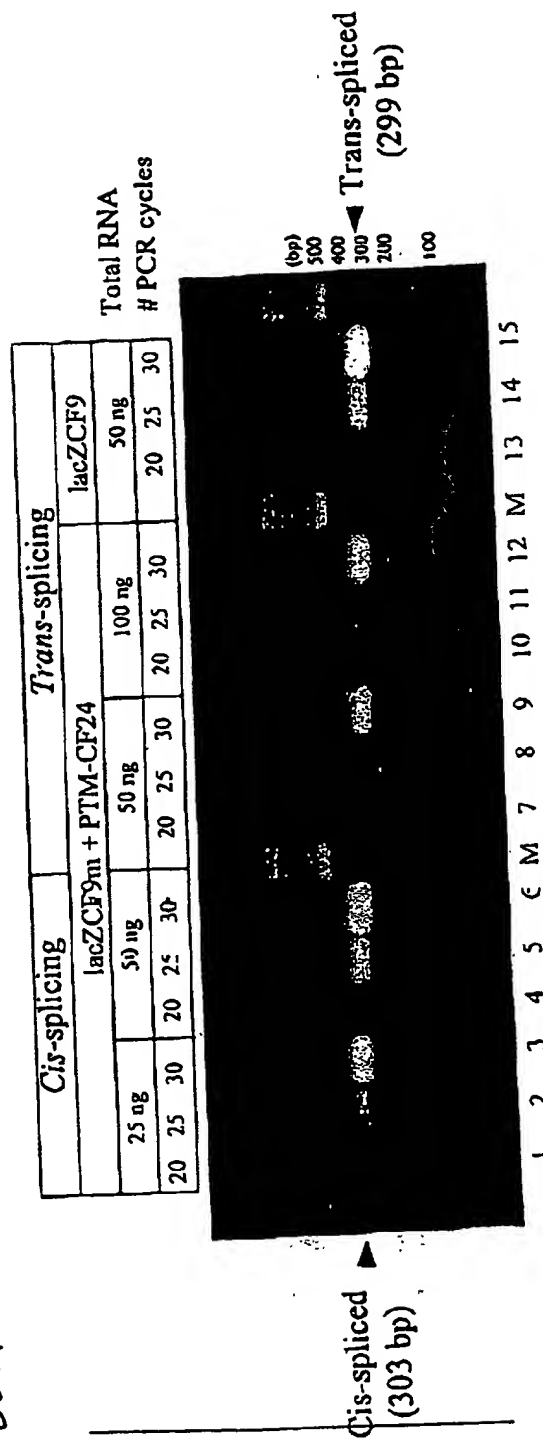 Cis-splicing Trans-splicing
lacZCF9m + PTM-CF24 lacZCF9
25 ng 50 ng 50 ng 100 ng 50 ng Total RNA
20 25 30 20 25 30 20 25 30 20 25 30 20 25 30 # PCR cycles
(bp)
500
400
300
200
100
Cis-spliced
(303 bp)
Trans-spliced
(299 bp)
1 2 3 4 5 6 M 7 8 9 10 11 12 M 13 14 15